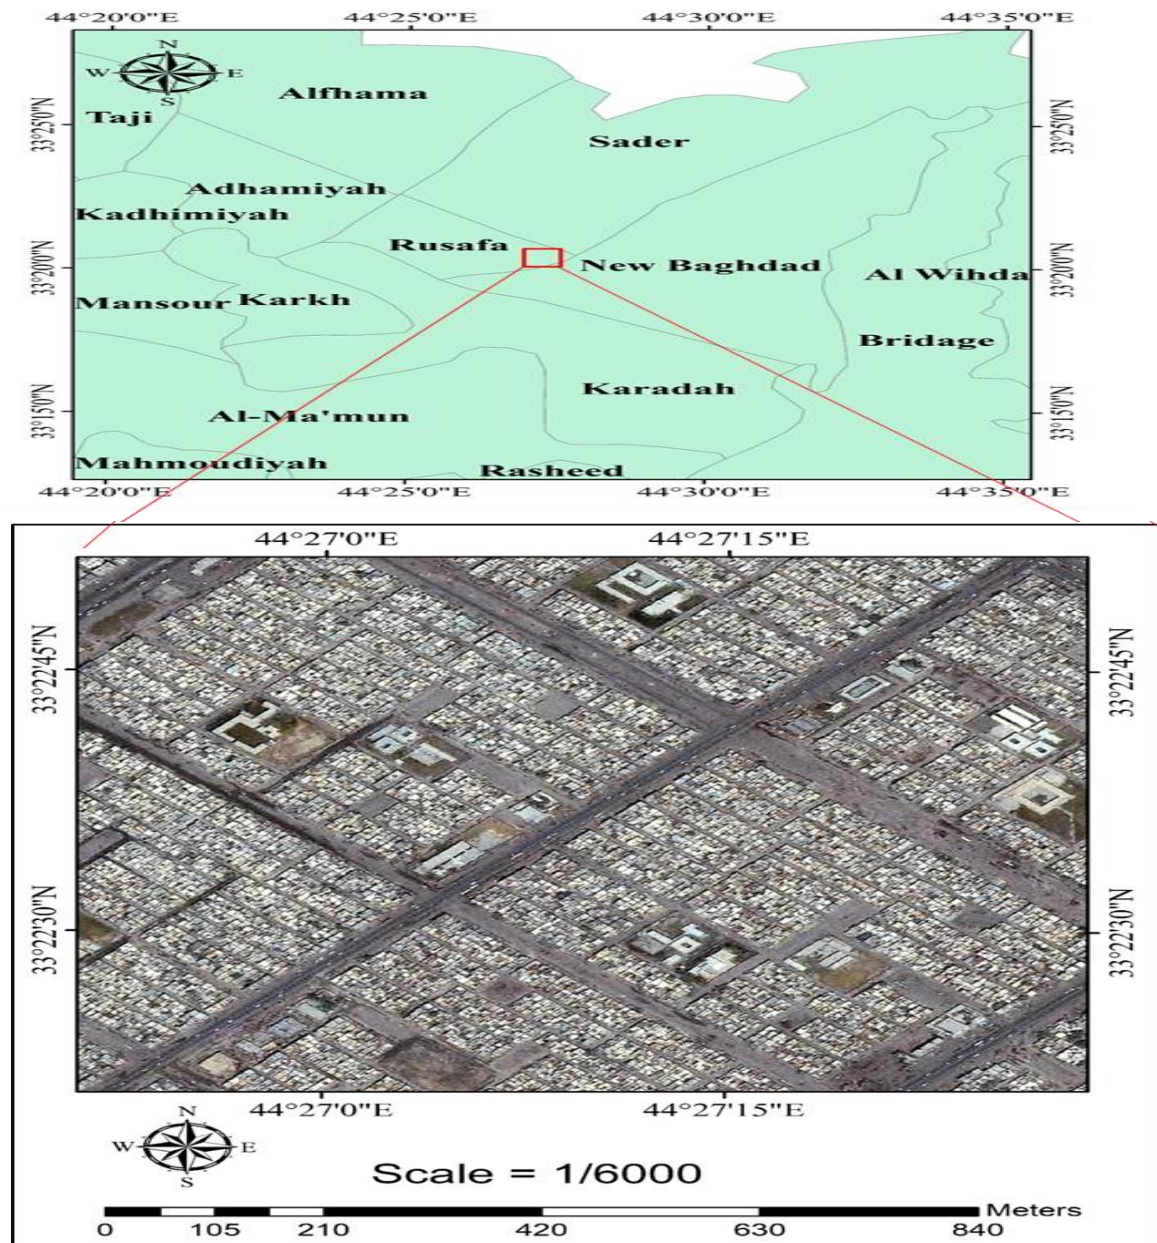 44°20'0"E 44°25'0"E 44°30'0"E 44°35'0"E
N
W E
S
Alfhama
Taji
33°25'0"N
33°25'0"N
Sader
Adhamiyah
Kadhimiyah
Rusafa
33°20'0"N
New Baghdad
Al Wihda
33°20'0"N
Mansour Karkh
Bridage
Karadah
33°15'0"N
Al-Ma'mun
33°15'0"N
Mahmoudiyah
Rasheed
44°20'0"E 44°25'0"E 44°30'0"E 44°35'0"E
44°27'0"E 44°27'15"E
33°22'45"N
33°22'45"N
33°22'30"N
33°22'30"N
44°27'0"E 44°27'15"E
N
W E
S
Scale = 1/6000
Meters
0 105 210 420 630 840